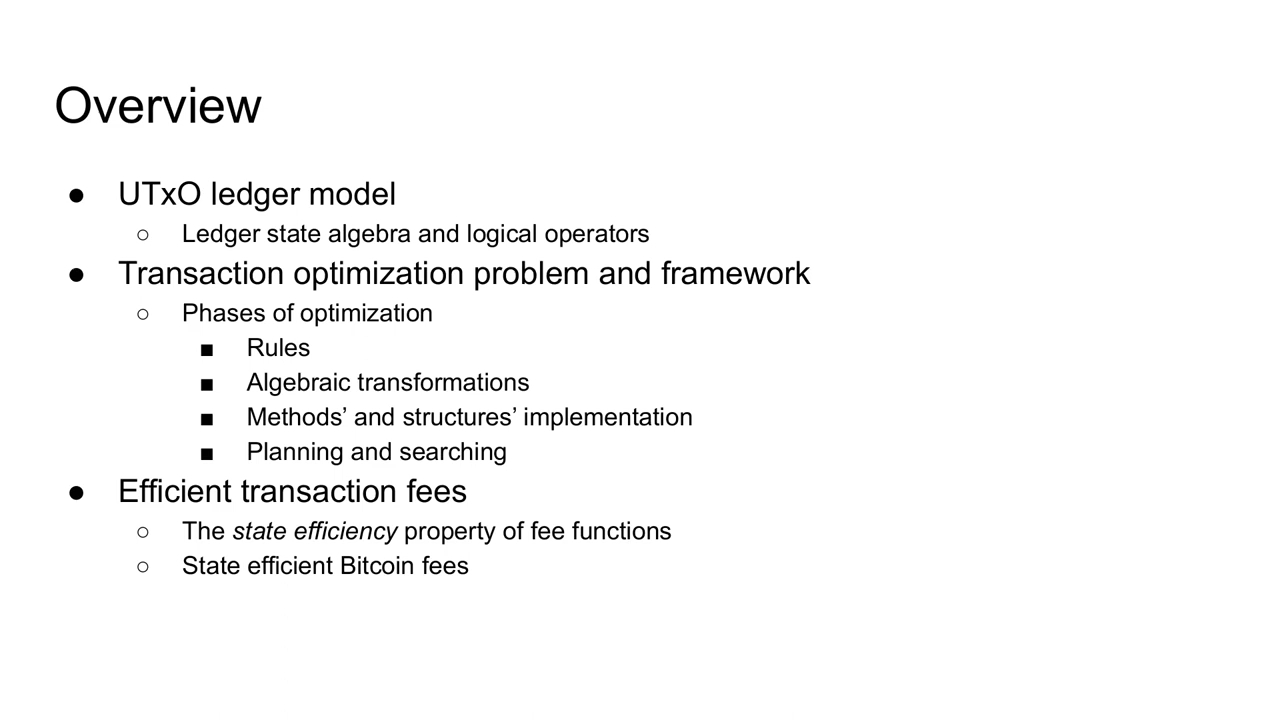 Overview
● UTxO ledger model
○ Ledger state algebra and logical operators
● Transaction optimization problem and framework
○ Phases of optimization
■ Rules
■ Algebraic transformations
■ Methods’ and structures’ implementation
■ Planning and searching
● Efficient transaction fees
○ The state efficiency property of fee functions
○ State efficient Bitcoin fees